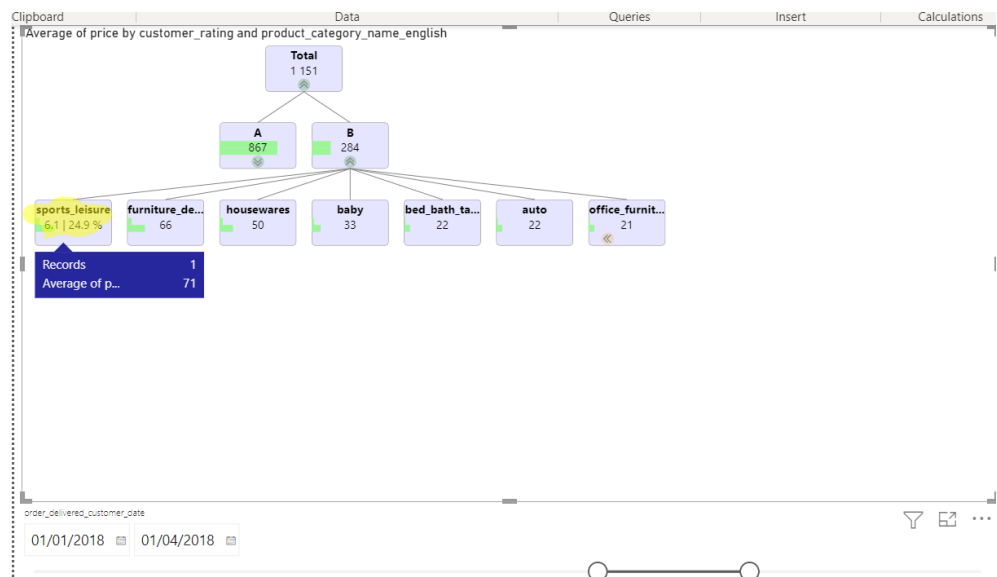 Clipboard Data Queries Insert Calculations
Average of price by customer_rating and product_category_name_english
Total
1 151
A B
867 284
sports_leisure furniture_de... housewares baby bed_bath_ta... auto office_furnit...
6.1 | 24.9 % 66 50 33 22 22 21
Records 1
Average of p... 71
order_delivered_customer_date
01/01/2018 01/04/2018